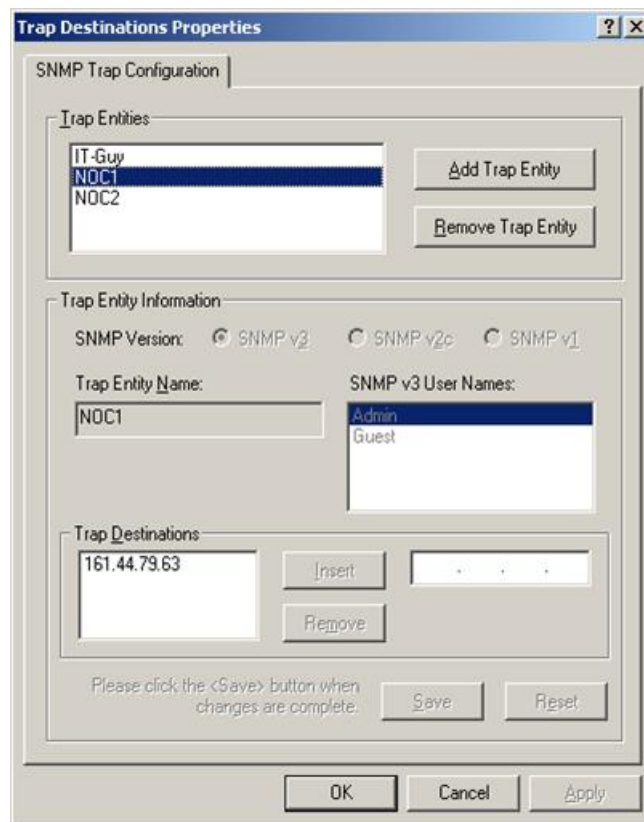 Trap Destinations Properties
SNMP Trap Configuration
Trap Entities
IT-Guy
NOC1
NOC2
Add Trap Entity
Remove Trap Entity
Trap Entity Information
SNMP Version:
SNMP v3
SNMP v2c
SNMP v1
Trap Entity Name:
NOC1
SNMP v3 User Names:
Admin
Guest
Trap Destinations
161.44.79.63
Insert
. . .
Remove
Please click the <Save> button when
changes are complete.
Save
Reset
OK
Cancel
Apply